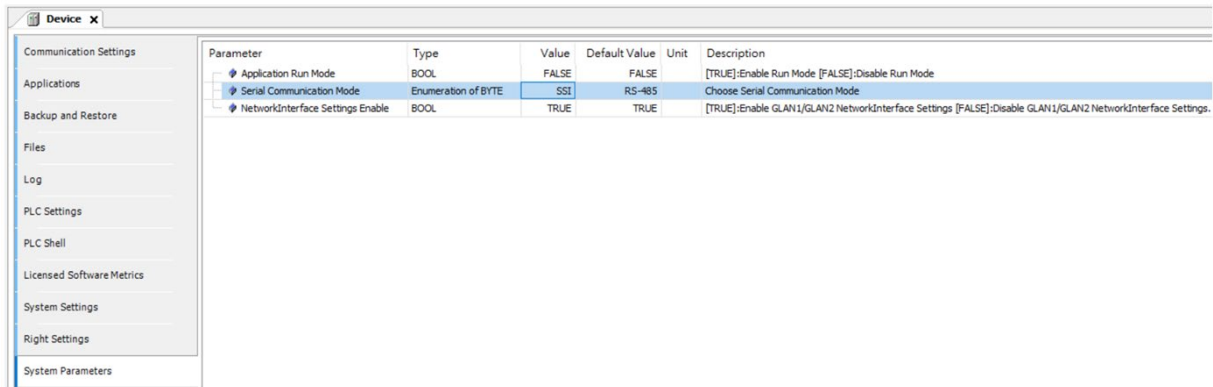 Device X
Communication Settings
Applications
Backup and Restore
Files
Log
PLC Settings
PLC Shell
Licensed Software Metrics
System Settings
Right Settings
System Parameters
Parameter Type Value Default Value Unit Description
Application Run Mode BOOL FALSE FALSE [TRUE]:Enable Run Mode [FALSE]:Disable Run Mode
Serial Communication Mode Enumeration of BYTE SSI RS-485 Choose Serial Communication Mode
NetworkInterface Settings Enable BOOL TRUE TRUE [TRUE]:Enable GLAN1/GLAN2 NetworkInterface Settings [FALSE]:Disable GLAN1/GLAN2 NetworkInterface Settings.